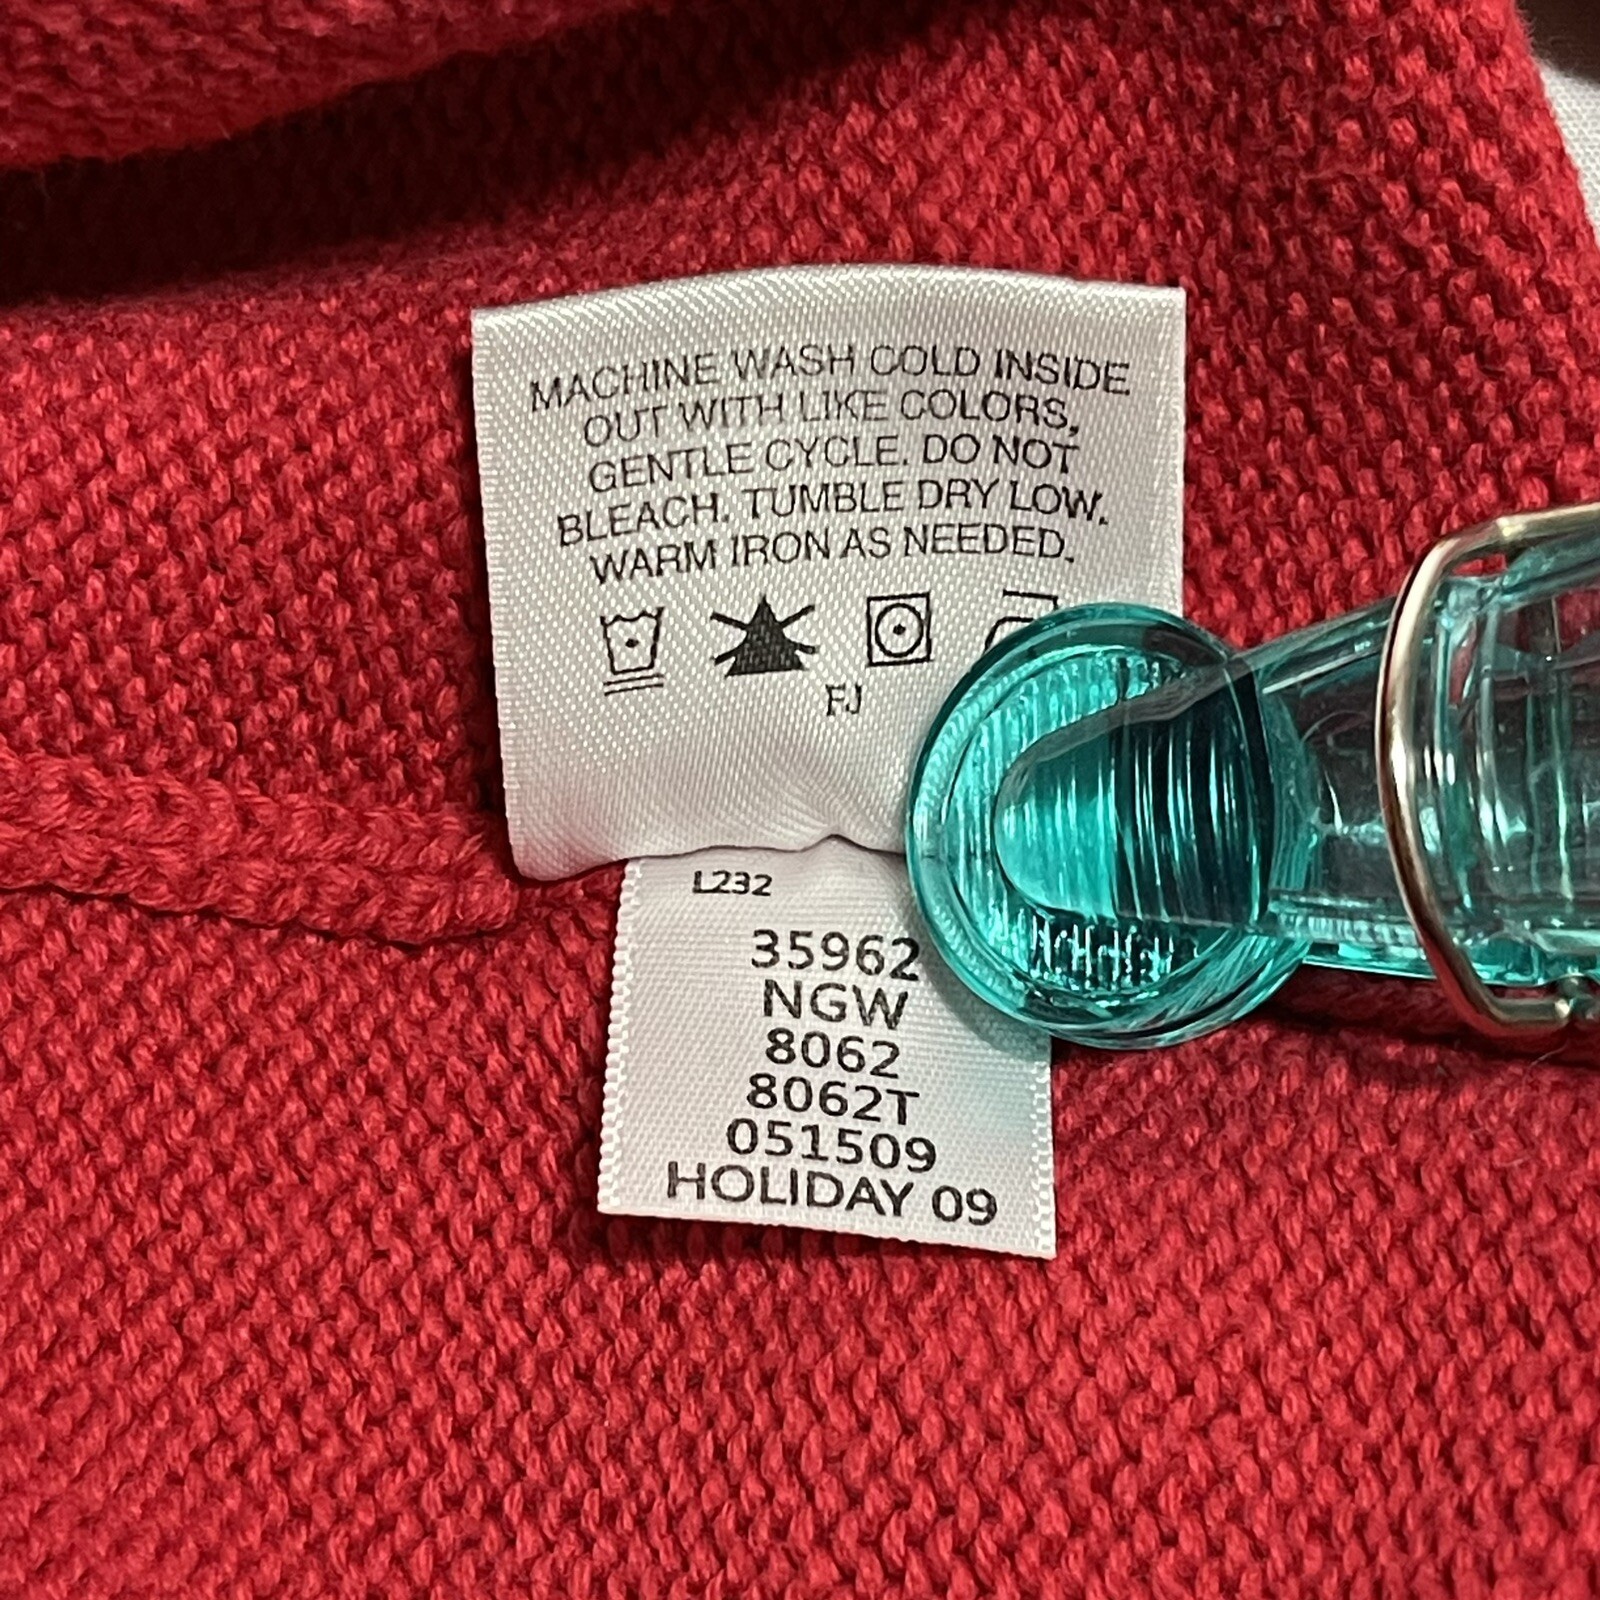 MACHINE WASH COLD INSIDE
OUT WITH LIKE COLORS,
GENTLE CYCLE. DO NOT
BLEACH. TUMBLE DRY LOW.
WARM IRON AS NEEDED.
FJ
L232
35962
NGW
8062
8062T
051509
HOLIDAY 09